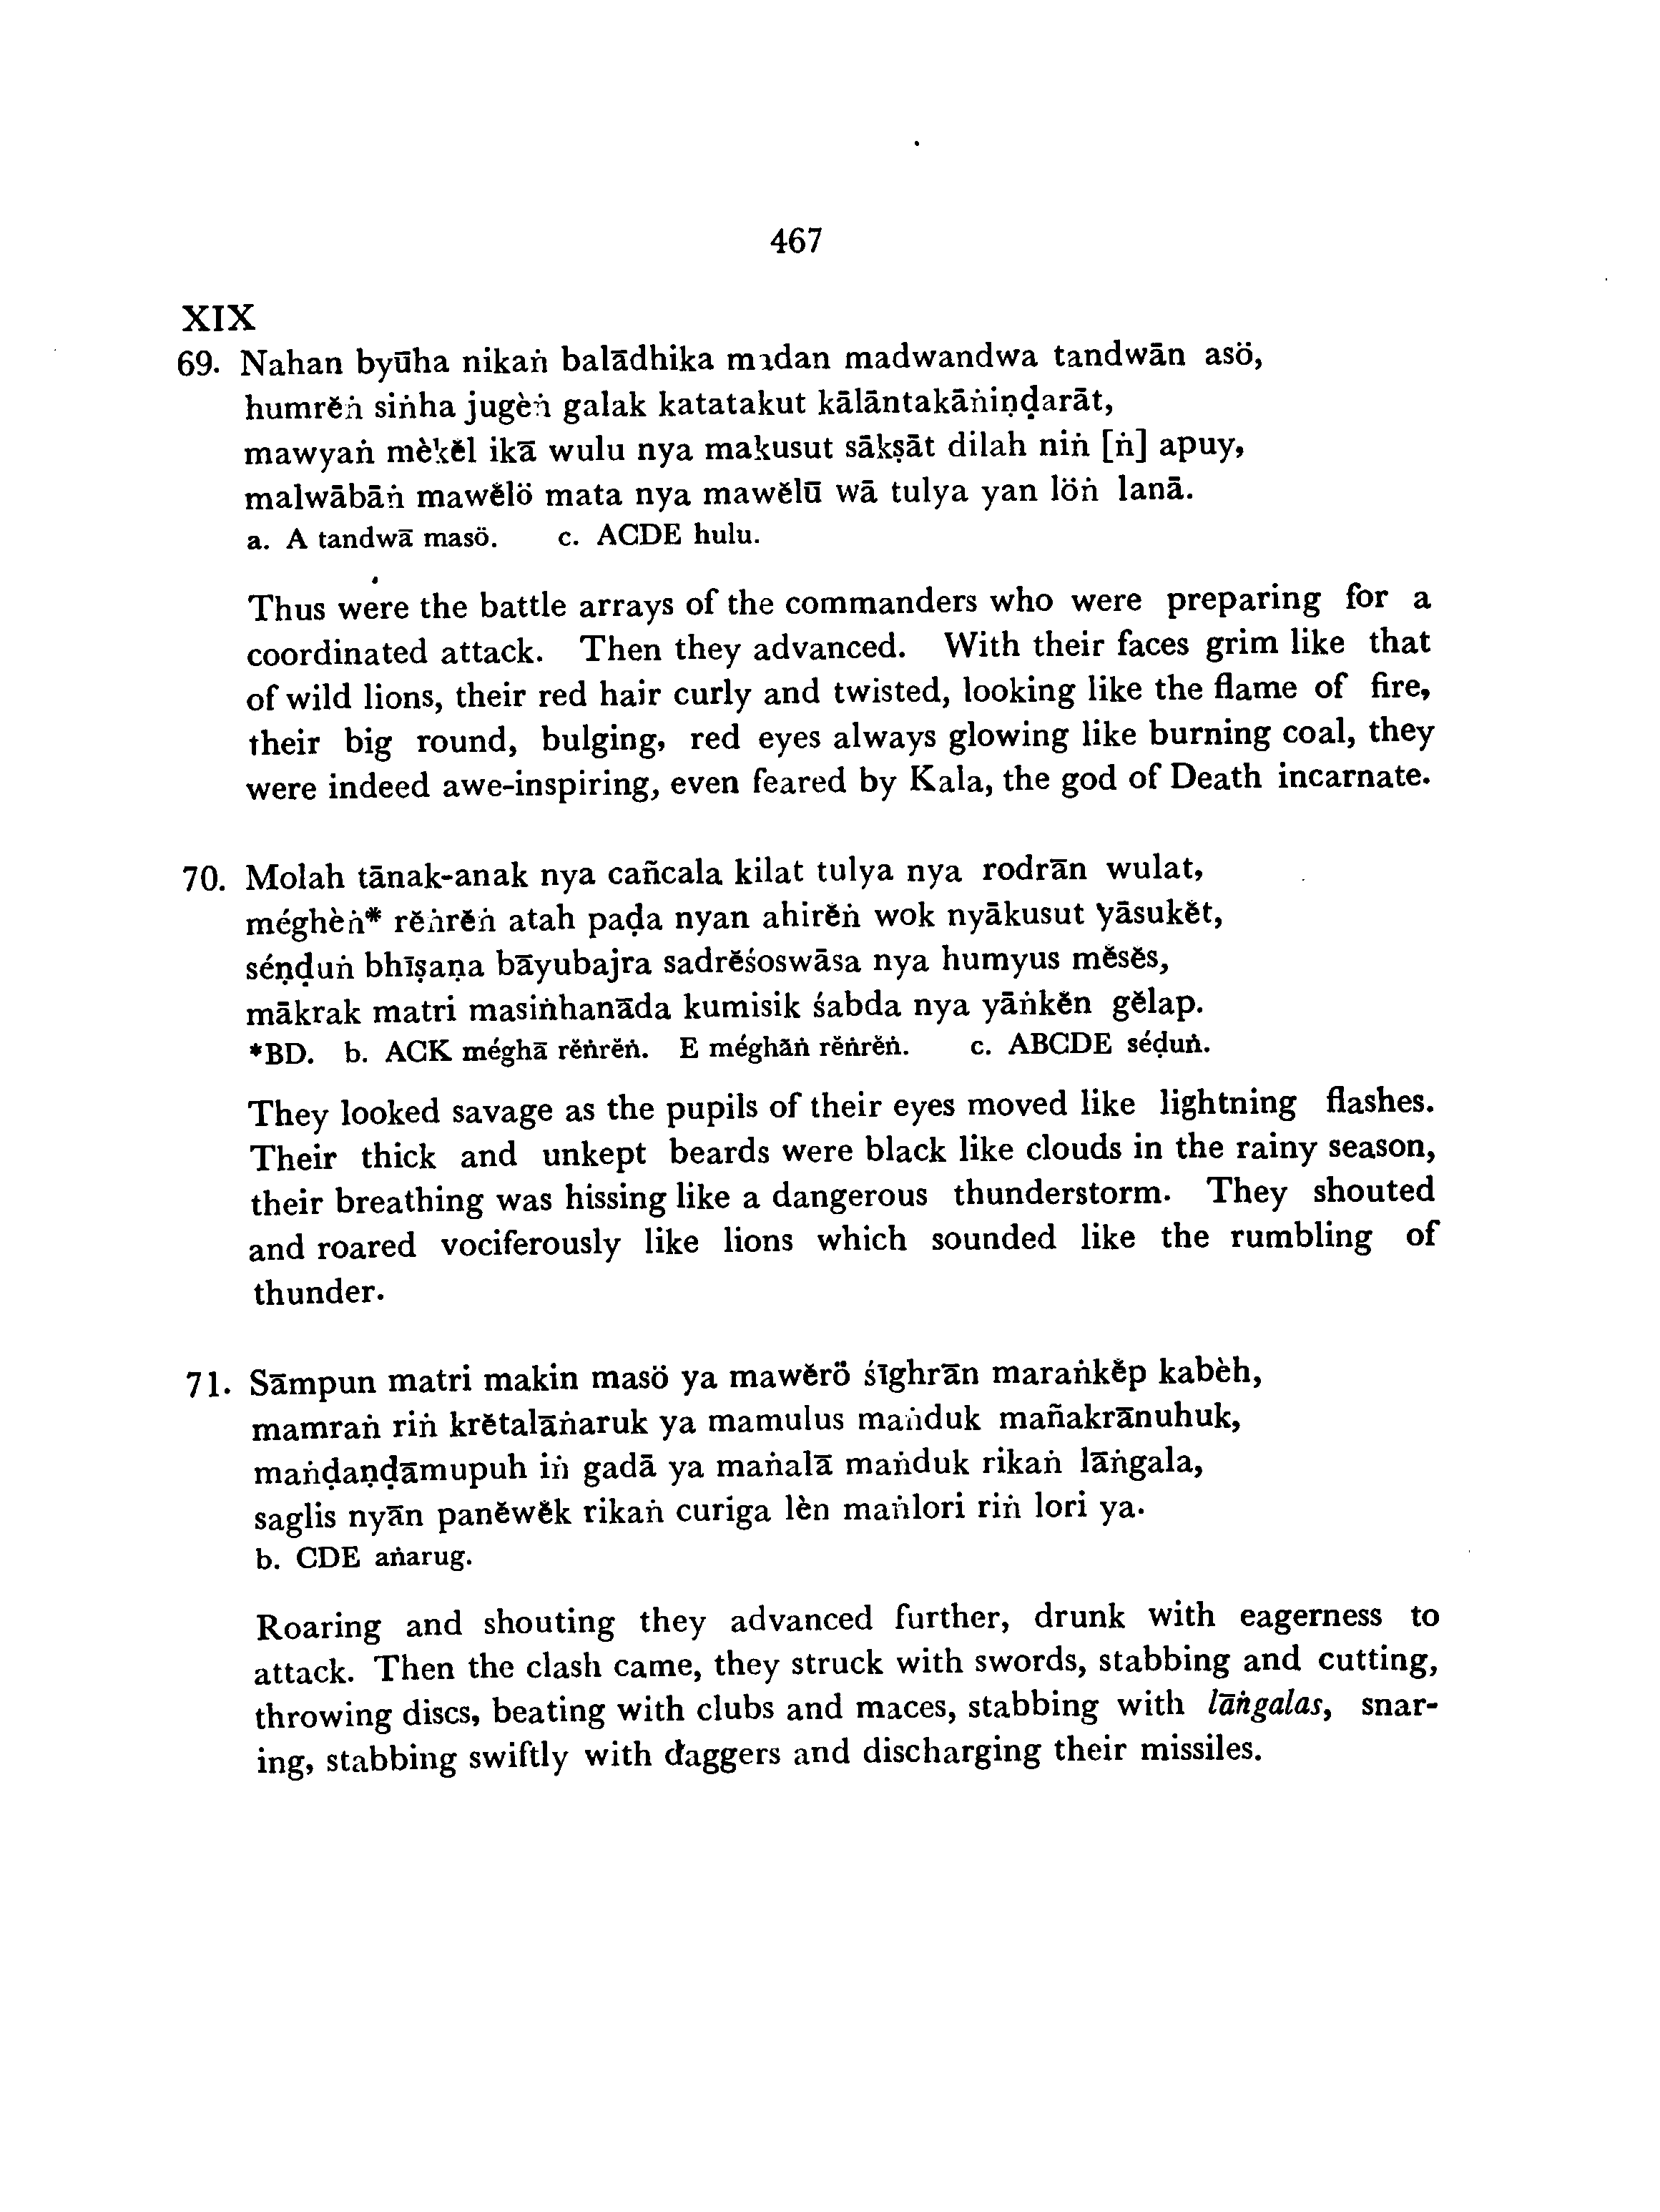 467
XIX
69. Nahan byūha nikaṅ balādhika madan madwandwa tandwān asö,
humrĕṅ siṅha jugèṅ galak katatakut kālāntakāṅiṇḍarāt,
mawyaṅ mèkĕl ikā wulu nya makusut sākṣāt dilah niṅ [ṅ] apuy,
malwābāṅ mawĕlö mata nya mawĕlū wā tulya yan löṅ lanā.
a. A tandwā masö. c. ACDE hulu.
Thus were the battle arrays of the commanders who were preparing for a
coordinated attack. Then they advanced. With their faces grim like that
of wild lions, their red hair curly and twisted, looking like the flame of fire,
their big round, bulging, red eyes always glowing like burning coal, they
were indeed awe-inspiring, even feared by Kala, the god of Death incarnate.
70. Molah tānak-anak nya cañcala kilat tulya nya rodrān wulat,
méghèṅ* rĕṅrĕṅ atah paḍa nyan ahirĕṅ wok nyākusut yāsukĕt,
séṇḍuṅ bhīṣaṇa bāyubajra sadrĕśoswāsa nya humyus mĕsĕs,
mākrak matri masiṅhanāda kumisik śabda nya yāṅkĕn gĕlap.
*BD. b. ACK méghā rĕṅrĕṅ. E méghāṅ rĕṅrĕṅ. c. ABCDE séḍuṅ.
They looked savage as the pupils of their eyes moved like lightning flashes.
Their thick and unkept beards were black like clouds in the rainy season,
their breathing was hissing like a dangerous thunderstorm. They shouted
and roared vociferously like lions which sounded like the rumbling of
thunder.
71. Sāmpun matri makin masö ya mawĕrö̆ śīghrān maraṅkĕp kabèh,
mamraṅ riṅ krĕtalāṅaruk ya mamulus maṅduk mañakrānuhuk,
maṅḍaṇḍāmupuh iṅ gadā ya maṅalā maṅduk rikaṅ lāṅgala,
saglis nyān panĕwĕk rikaṅ curiga lèn maṅlori riṅ lori ya.
b. CDE aṅarug.
Roaring and shouting they advanced further, drunk with eagerness to
attack. Then the clash came, they struck with swords, stabbing and cutting,
throwing discs, beating with clubs and maces, stabbing with lāṅgalas, snar-
ing, stabbing swiftly with daggers and discharging their missiles.